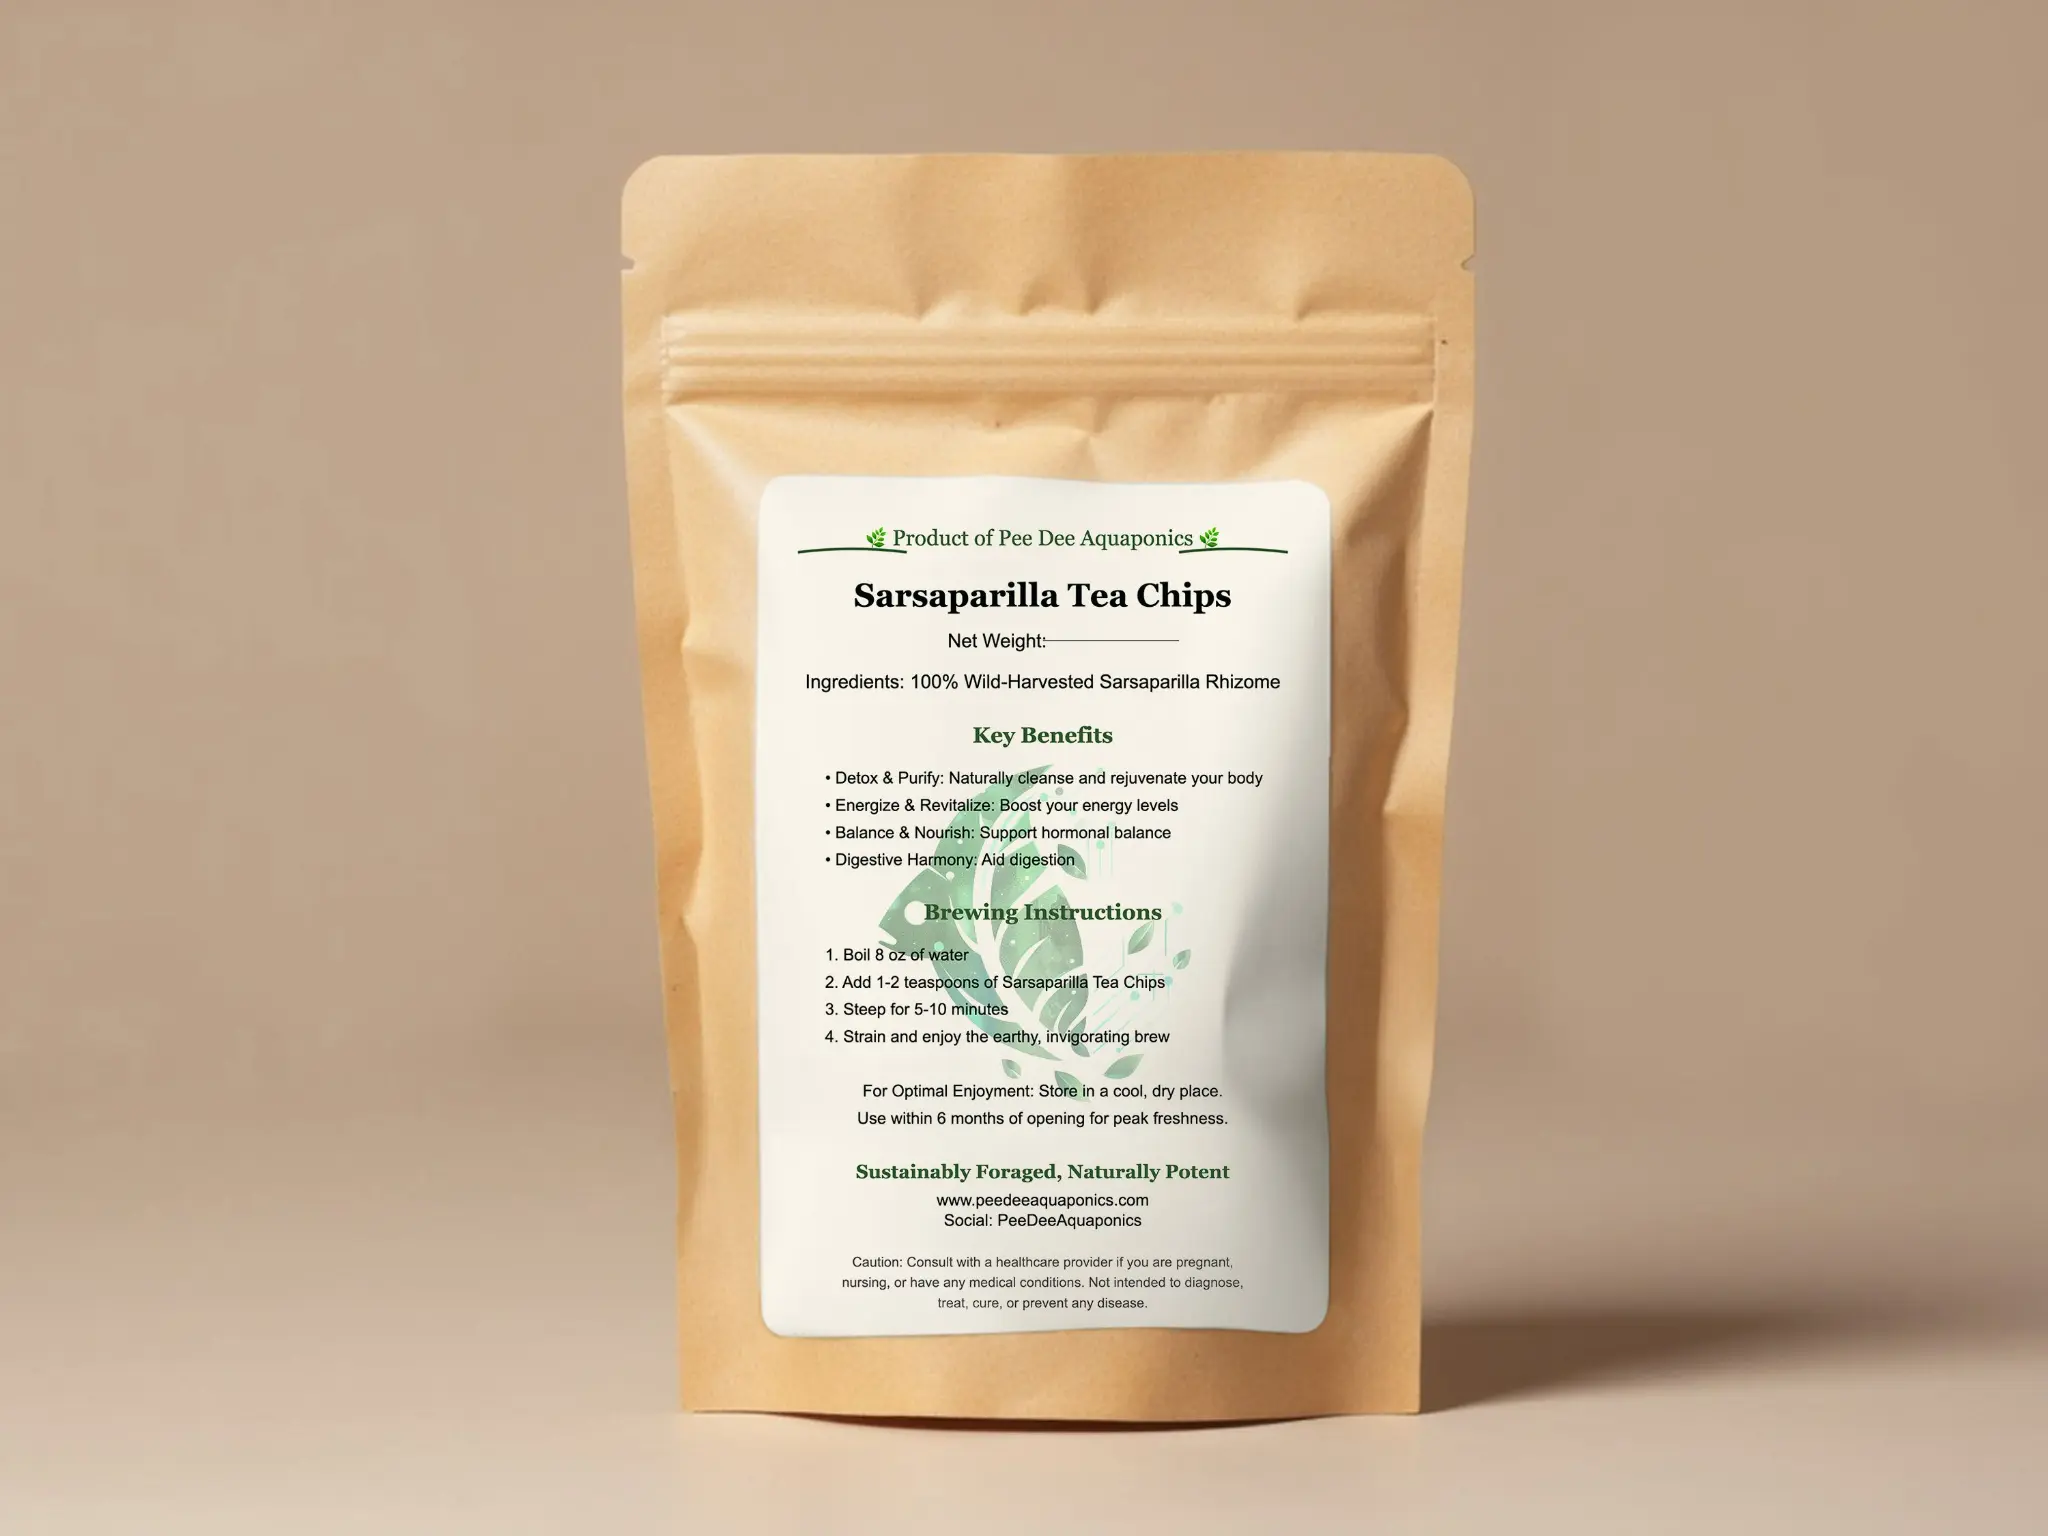 🌿 Product of Pee Dee Aquaponics 🌿
Sarsaparilla Tea Chips
Net Weight:
Ingredients: 100% Wild-Harvested Sarsaparilla Rhizome
Key Benefits
• Detox & Purify: Naturally cleanse and rejuvenate your body
• Energize & Revitalize: Boost your energy levels
• Balance & Nourish: Support hormonal balance
• Digestive Harmony: Aid digestion
Brewing Instructions
1. Boil 8 oz of water
2. Add 1-2 teaspoons of Sarsaparilla Tea Chips
3. Steep for 5-10 minutes
4. Strain and enjoy the earthy, invigorating brew
For Optimal Enjoyment: Store in a cool, dry place.
Use within 6 months of opening for peak freshness.
Sustainably Foraged, Naturally Potent
www.peedeeaquaponics.com
Social: PeeDeeAquaponics
Caution: Consult with a healthcare provider if you are pregnant,
nursing, or have any medical conditions. Not intended to diagnose,
treat, cure, or prevent any disease.